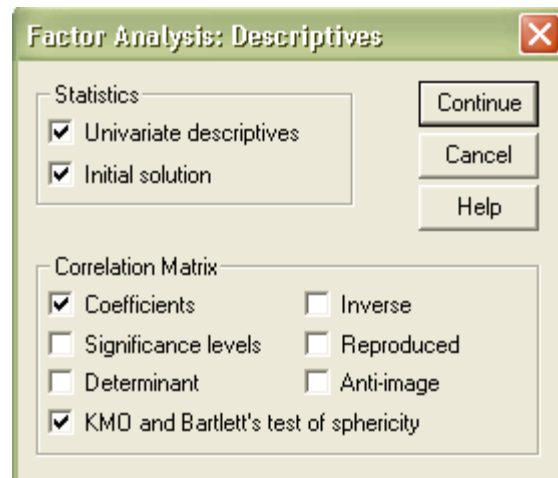 Factor Analysis: Descriptives
Statistics
Univariate descriptives
Initial solution
Continue
Cancel
Help
Correlation Matrix
Coefficients
Inverse
Significance levels
Reproduced
Determinant
Anti-image
KMO and Bartlett's test of sphericity